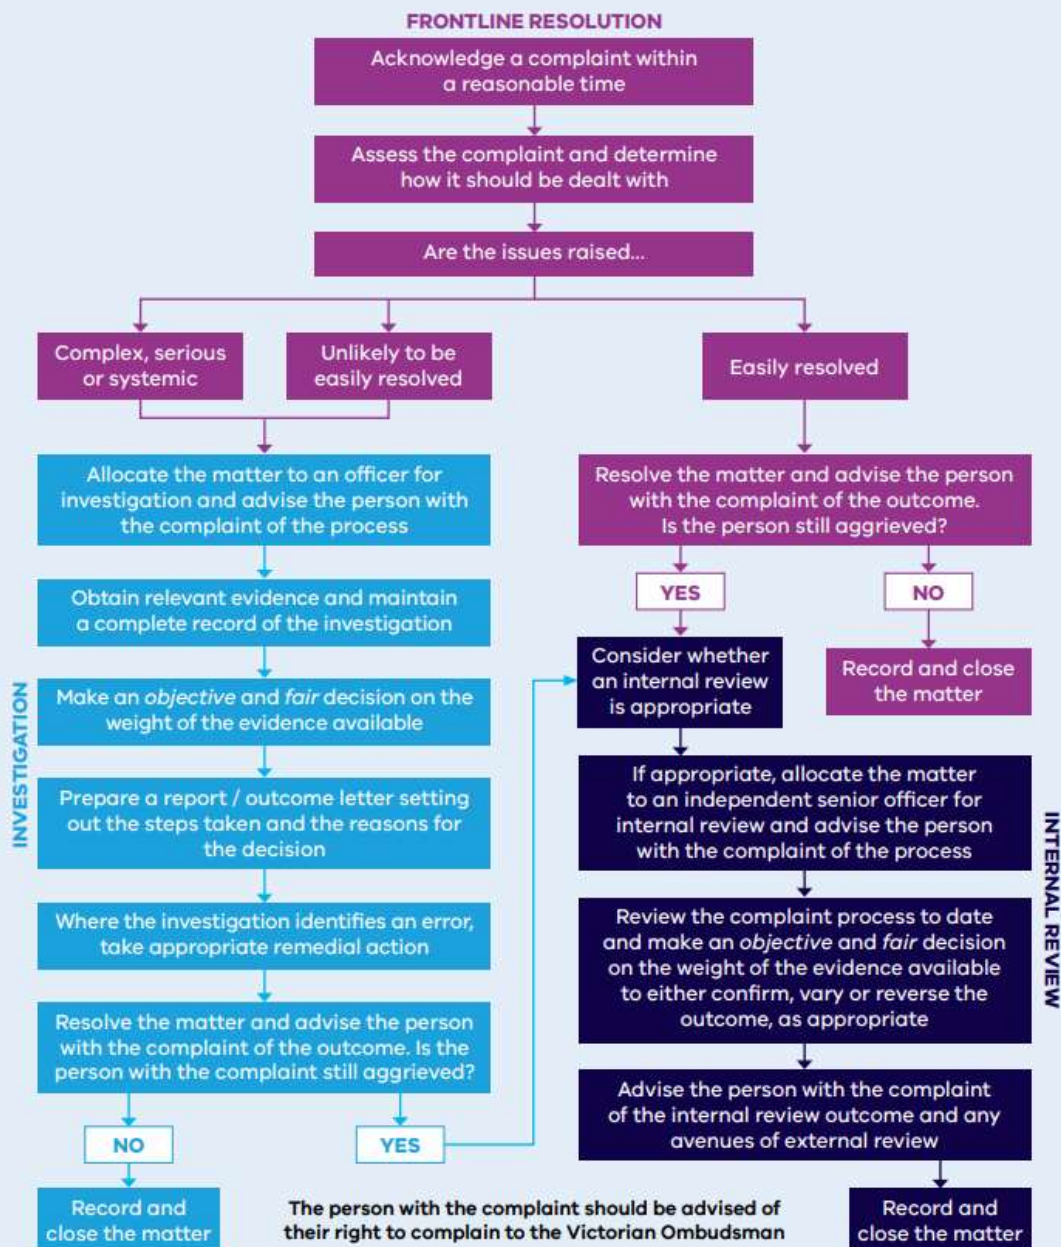 FRONTLINE RESOLUTION
Acknowledge a complaint within
a reasonable time
Assess the complaint and determine
how it should be dealt with
Are the issues raised...
Complex, serious
or systemic
Unlikely to be
easily resolved
Easily resolved
INVESTIGATION
Allocate the matter to an officer for
investigation and advise the person with
the complaint of the process
Obtain relevant evidence and maintain
a complete record of the investigation
Make an objective and fair decision on the
weight of the evidence available
Prepare a report / outcome letter setting
out the steps taken and the reasons for
the decision
Where the investigation identifies an error,
take appropriate remedial action
Resolve the matter and advise the person
with the complaint of the outcome. Is the
person with the complaint still aggrieved?
NO
YES
Record and
close the matter
Resolve the matter and advise the person
with the complaint of the outcome.
Is the person still aggrieved?
YES
NO
Record and close
the matter
INTERNAL REVIEW
Consider whether
an internal review
is appropriate
If appropriate, allocate the matter
to an independent senior officer for
internal review and advise the person
with the complaint of the process
Review the complaint process to date
and make an objective and fair decision
on the weight of the evidence available
to either confirm, vary or reverse the
outcome, as appropriate
Advise the person with the complaint
of the internal review outcome and any
avenues of external review
Record and
close the matter
The person with the complaint should be advised of
their right to complain to the Victorian Ombudsman